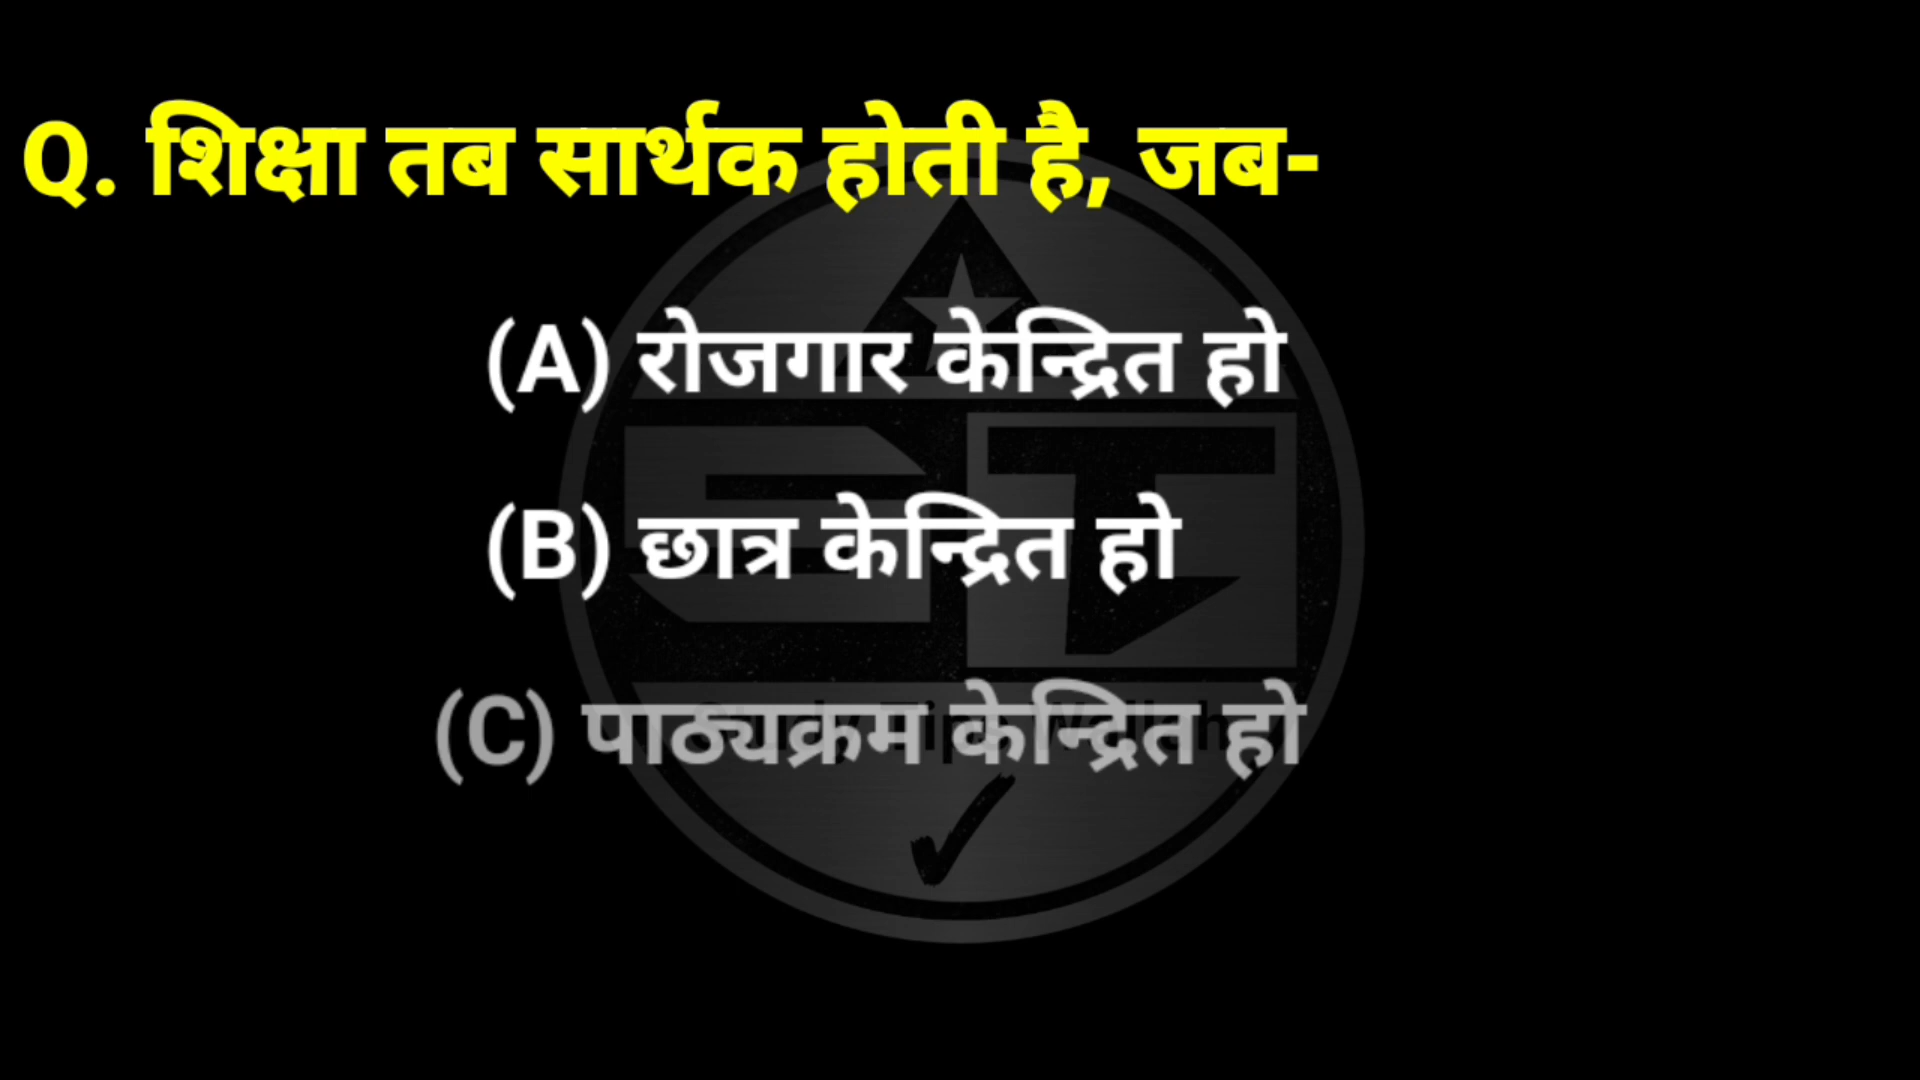 Q. शिक्षा तब सार्थक होती है, जब-
(A) रोजगार केन्द्रित हो
(B) छात्र केन्द्रित हो
(C) पाठ्यक्रम केन्द्रित हो